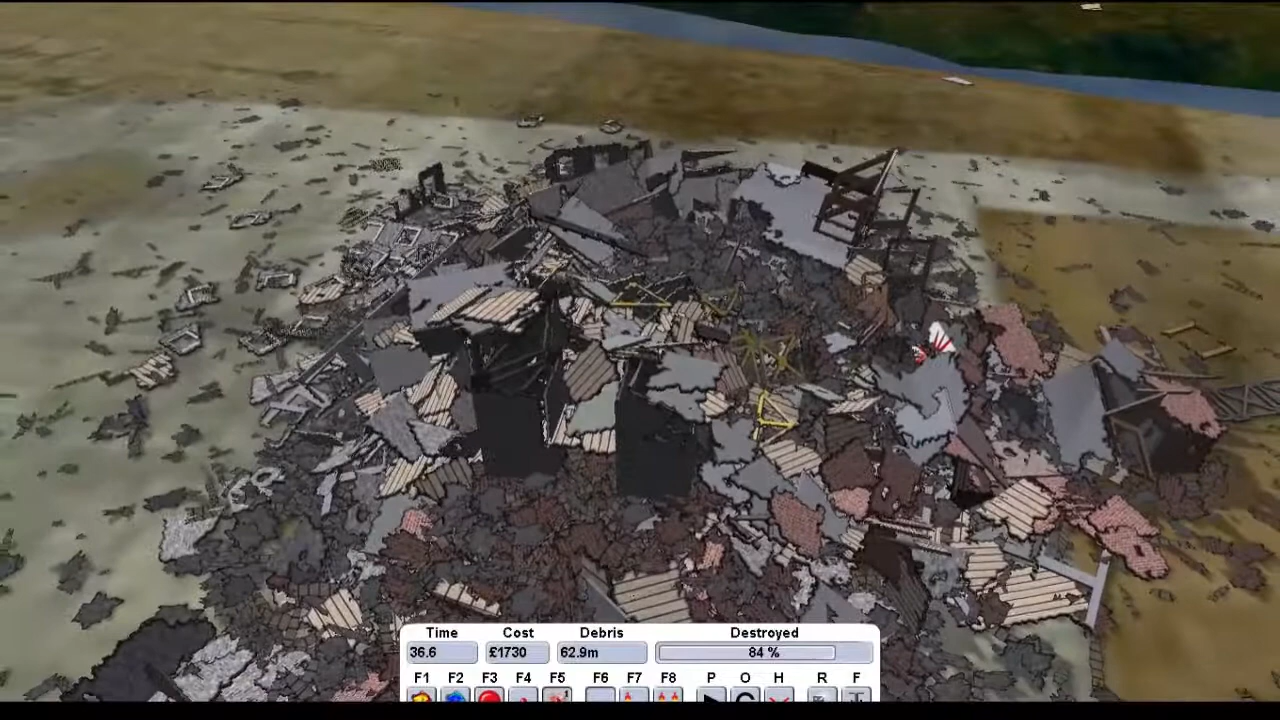 Time Cost Debris Destroyed
36.6 £1730 62.9m 84 %
F1 F2 F3 F4 F5 F6 F7 F8 P O H R F